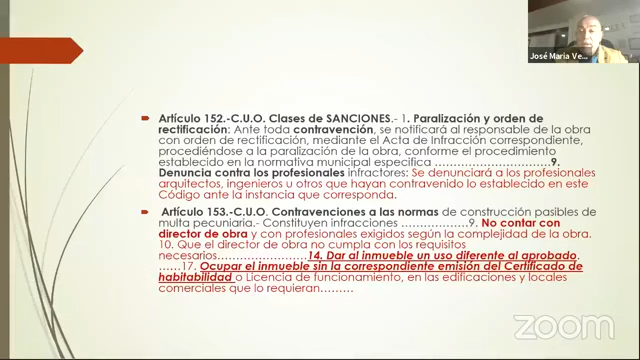 José Maria Ve...
Artículo 152.-C.U.O. Clases de SANCIONES.- 1. Paralización y orden de
rectificación: Ante toda contravención, se notificará al responsable de la obra
con orden de rectificación, mediante el Acta de Infracción correspondiente,
procediéndose a la paralización de la obra, conforme el procedimiento
establecido en la normativa municipal especifica ……………………………9.
Denuncia contra los profesionales infractores: Se denunciará a los profesionales
arquitectos, ingenieros u otros que hayan contravenido lo establecido en este
Código ante la instancia que corresponda.
Artículo 153.-C.U.O. Contravenciones a las normas de construcción pasibles de
multa pecuniaria.- Constituyen infracciones ………………9. No contar con
director de obra y con profesionales exigidos según la complejidad de la obra.
10. Que el director de obra no cumpla con los requisitos
necesarios……………………14. Dar al inmueble un uso diferente al aprobado.
……17. Ocupar el inmueble sin la correspondiente emisión del Certificado de
habitabilidad o Licencia de funcionamiento, en las edificaciones y locales
comerciales que lo requieran………
zoom